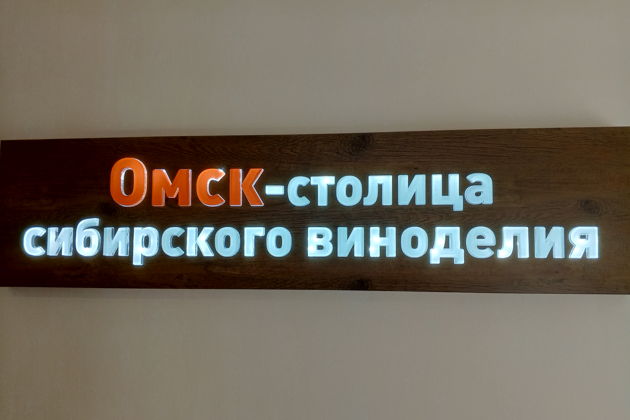 Омск-столица
сибирского виноделия